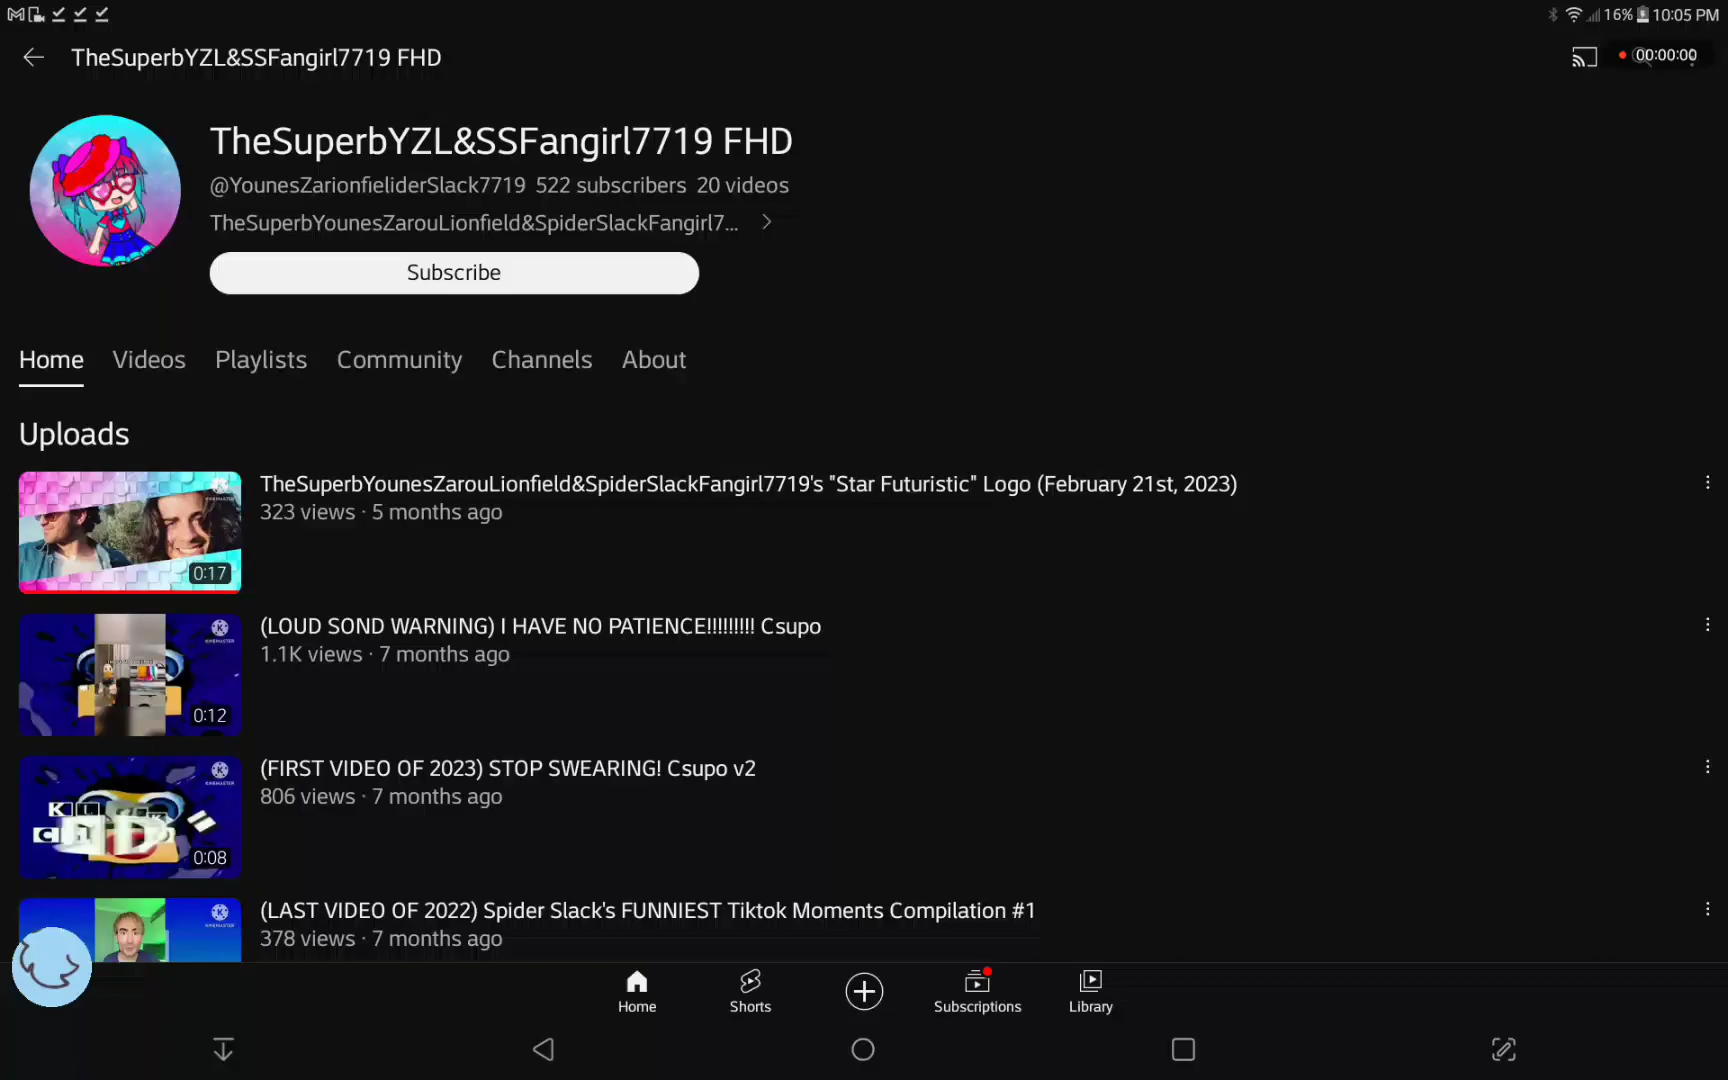 16% 10:05 PM
TheSuperbYZL&SSFangirl7719 FHD
00:00:00
TheSuperbYZL&SSFangirl7719 FHD
@YounesZarionfieliderSlack7719 522 subscribers 20 videos
TheSuperbYounesZarouLionfield&SpiderSlackFangirl7...
Subscribe
Home Videos Playlists Community Channels About
Uploads
TheSuperbYounesZarouLionfield&SpiderSlackFangirl7719's "Star Futuristic" Logo (February 21st, 2023)
323 views · 5 months ago
KINEMASTER
0:17
(LOUD SOND WARNING) I HAVE NO PATIENCE!!!!!!!!! Csupo
1.1K views · 7 months ago
KINEMASTER
0:12
(FIRST VIDEO OF 2023) STOP SWEARING! Csupo v2
806 views · 7 months ago
KINEMASTER
0:08
(LAST VIDEO OF 2022) Spider Slack's FUNNIEST Tiktok Moments Compilation #1
378 views · 7 months ago
KINEMASTER
Home Shorts Subscriptions Library